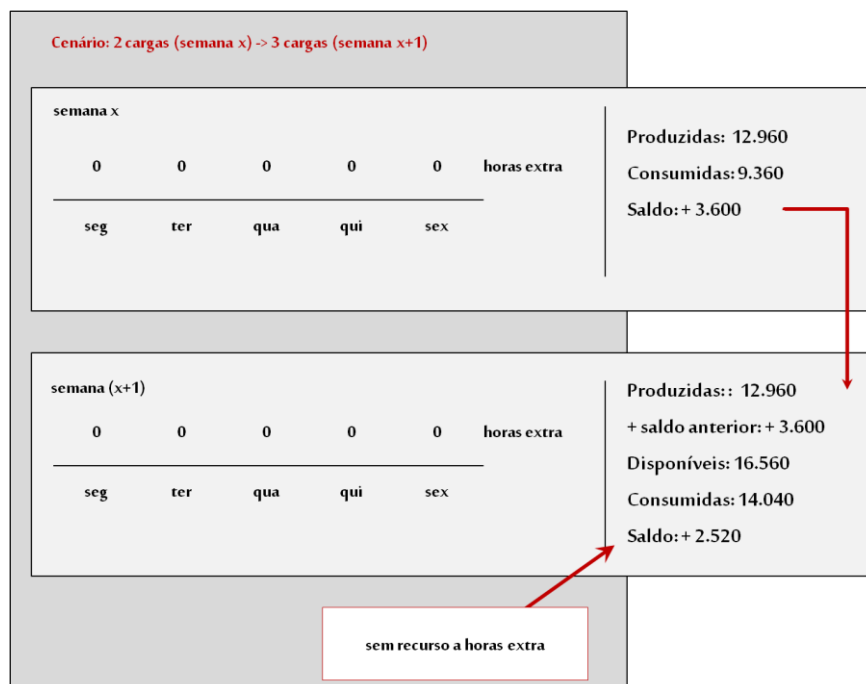 Cenário: 2 cargas (semana x) -> 3 cargas (semana x+1)
semana x
0 0 0 0 0 horas extra
seg ter qua qui sex
Produzidas: 12.960
Consumidas: 9.360
Saldo: + 3.600
semana (x+1)
0 0 0 0 0 horas extra
seg ter qua qui sex
Produzidas:: 12.960
+ saldo anterior: + 3.600
Disponíveis: 16.560
Consumidas: 14.040
Saldo: + 2.520
sem recurso a horas extra